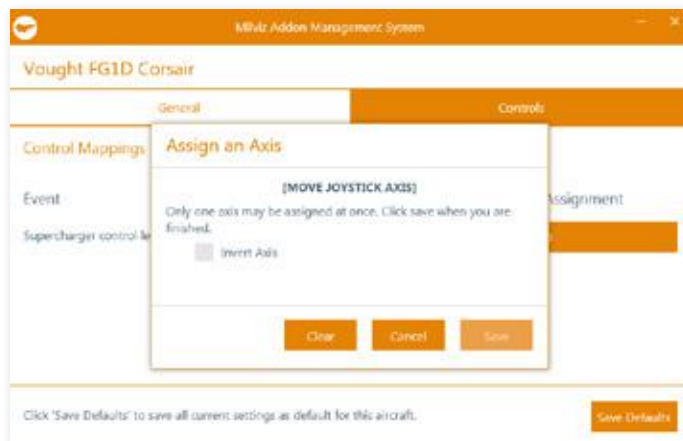 Milviz Addon Management System
Vought FG1D Corsair
General
Controls
Control Mappings
Assign an Axis
[MOVE JOYSTICK AXIS]
Event
Assignment
Only one axis may be assigned at once. Click save when you are
finished.
Supercharger control le
Invert Axis
Clear
Cancel
Save
Click 'Save Defaults' to save all current settings as default for this aircraft.
Save Defaults